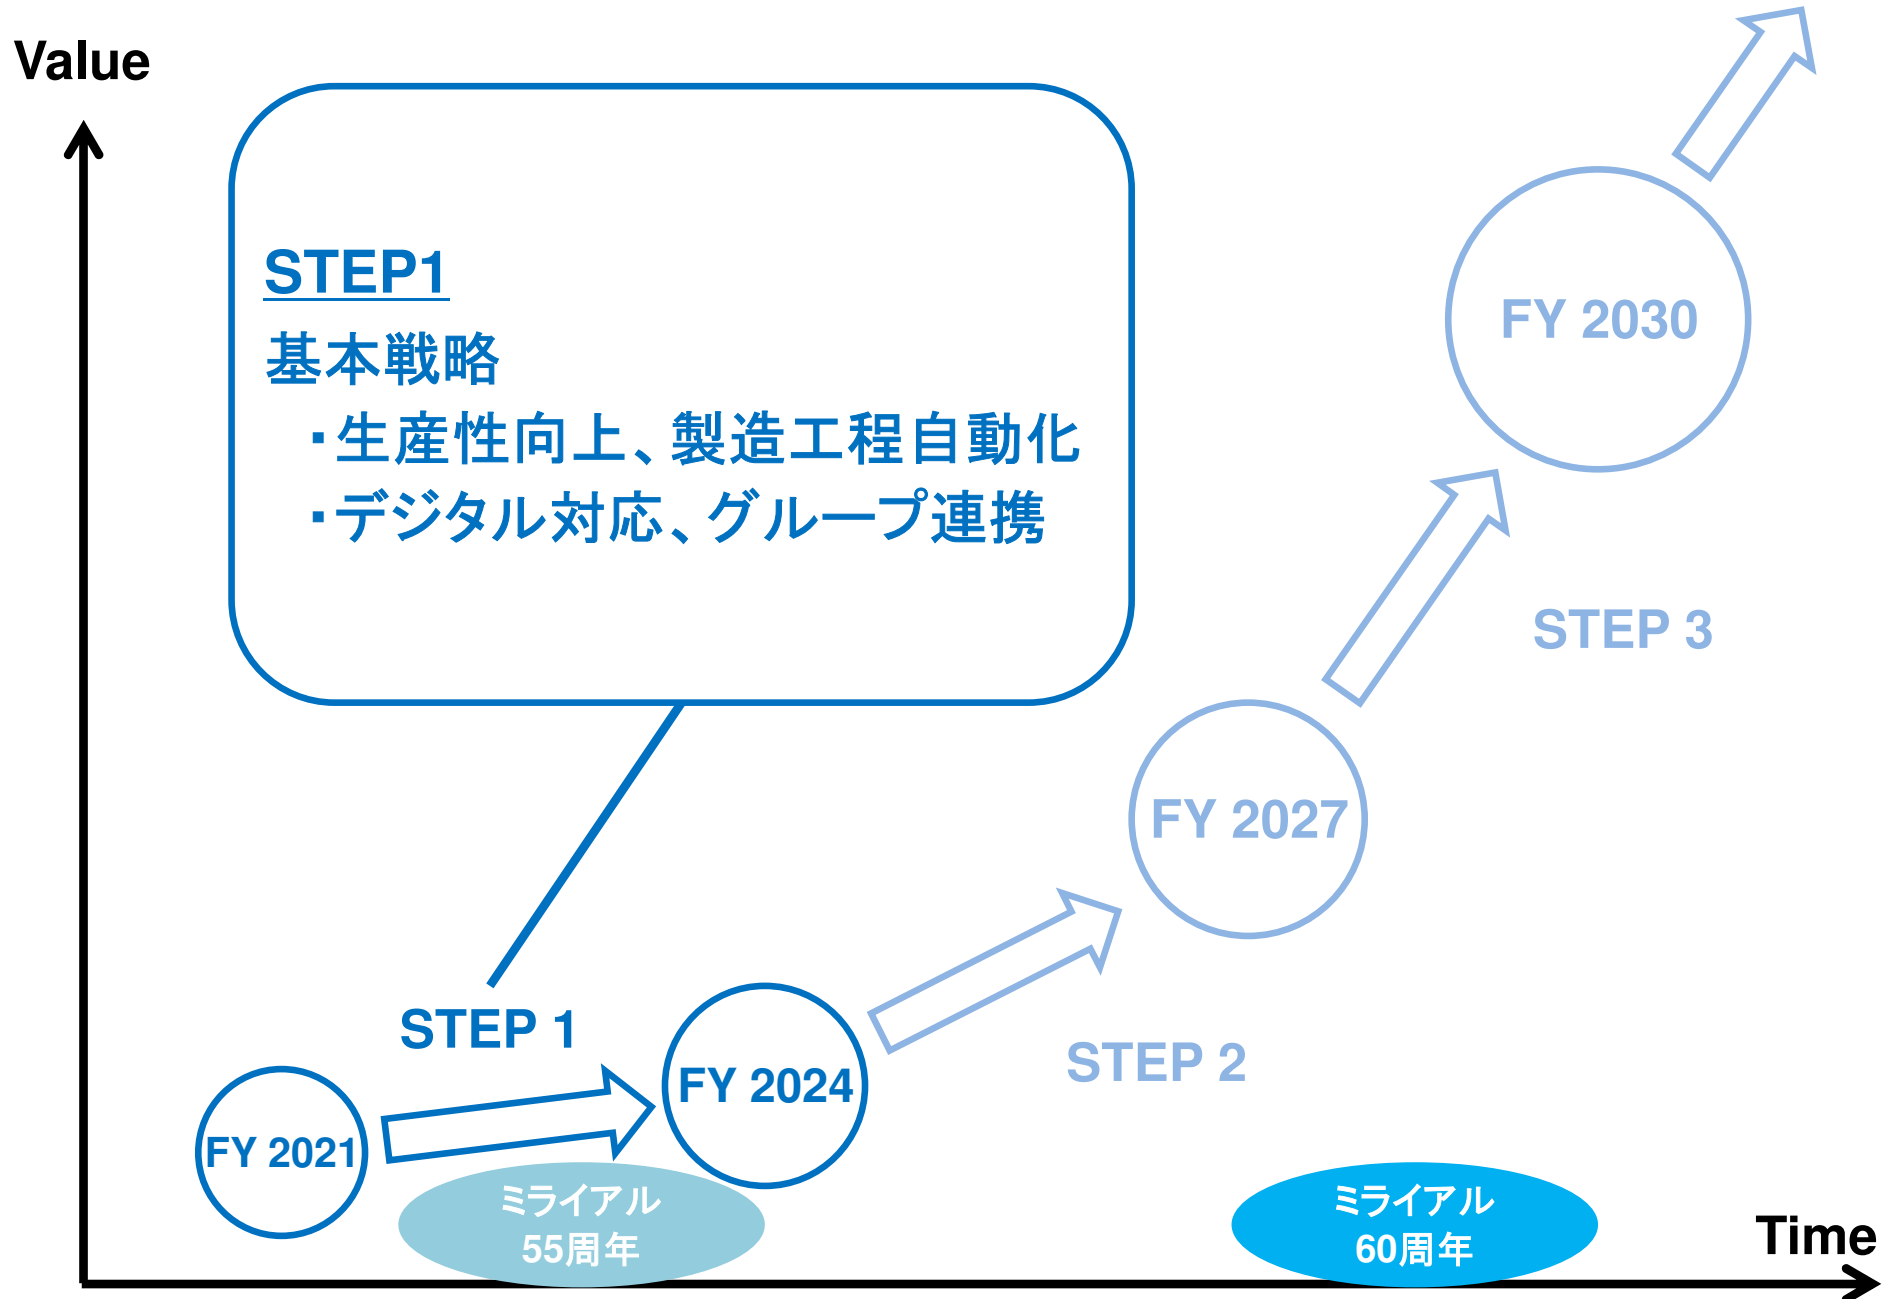 Value
STEP1
基本戦略
・生産性向上、製造工程自動化
・デジタル対応、グループ連携
FY 2030
STEP 3
FY 2027
STEP 1
STEP 2
FY 2024
FY 2021
ミライアル
55周年
ミライアル
60周年
Time